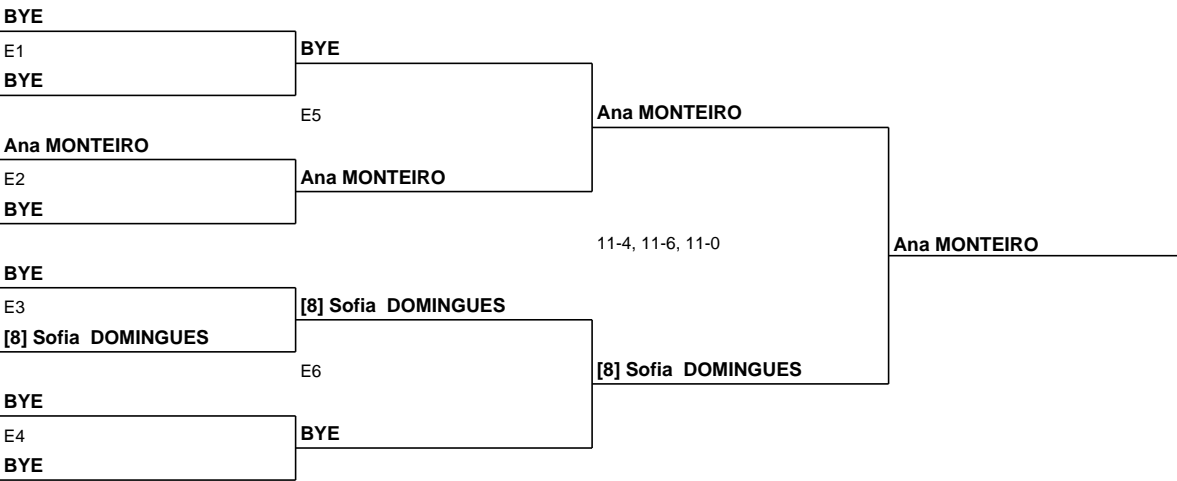 BYE
E1
BYE
BYE
E5
Ana MONTEIRO
Ana MONTEIRO
E2
Ana MONTEIRO
BYE
11-4, 11-6, 11-0
Ana MONTEIRO
BYE
E3
[8] Sofia DOMINGUES
[8] Sofia DOMINGUES
E6
[8] Sofia DOMINGUES
BYE
E4
BYE
BYE